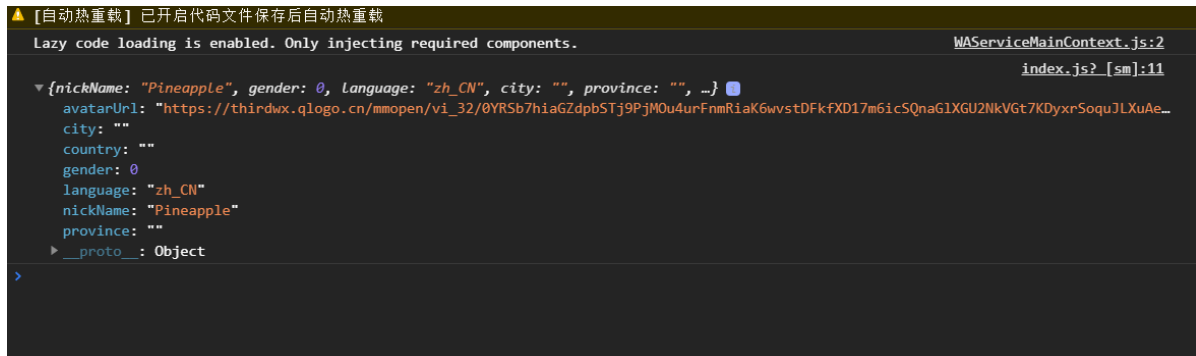 [自动热重载] 已开启代码文件保存后自动热重载
Lazy code loading is enabled. Only injecting required components. WAServiceMainContext.js:2
index.js? [sm]:11
{nickName: "Pineapple", gender: 0, language: "zh_CN", city: "", province: "", …}
avatarUrl: "https://thirdwx.qlogo.cn/mmopen/vi_32/0YRSb7hiaGZdpbSTj9PjMOu4urFnmRiaK6wvstDFkfXD17m6icSQnaGlXGU2NkVGt7KDyxrSoquJLXuAe…
city: ""
country: ""
gender: 0
language: "zh_CN"
nickName: "Pineapple"
province: ""
__proto__: Object